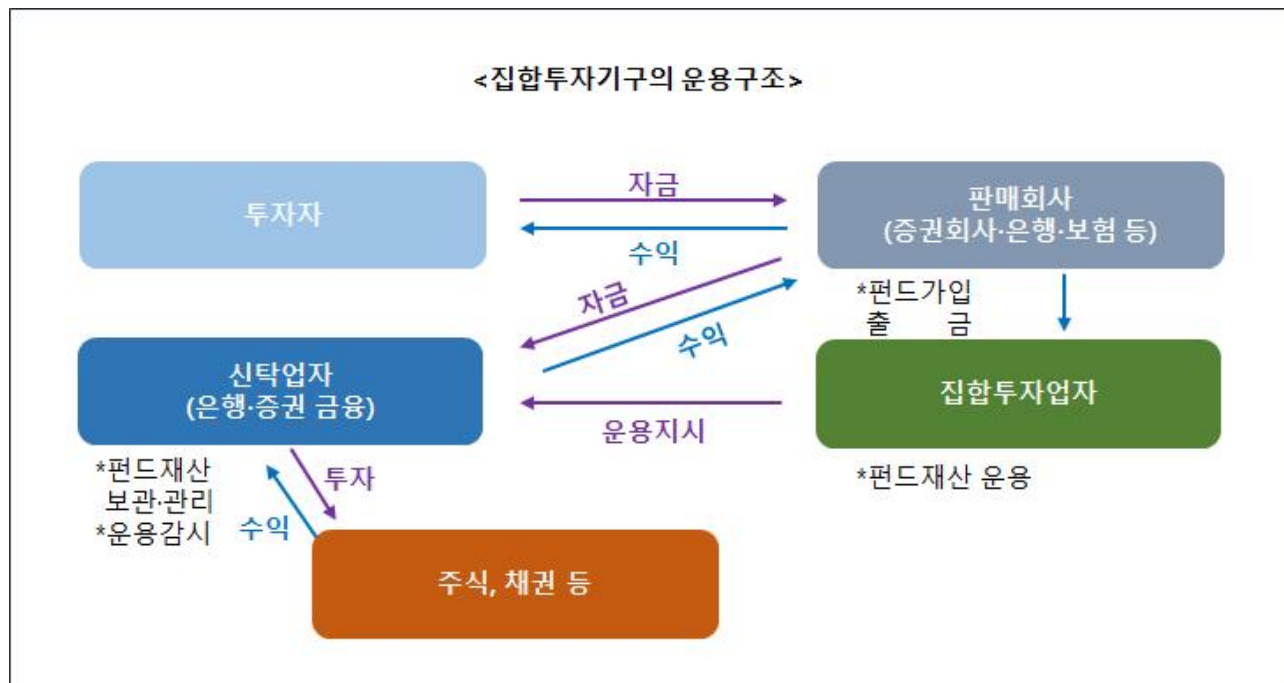 <집합투자기구의 운용구조>
투자자
자금
수익
판매회사
(증권회사·은행·보험 등)
*펀드가입
출 금
자금
수익
신탁업자
(은행·증권 금융)
운용지시
집합투자업자
*펀드재산
보관·관리
*운용감시
투자
수익
*펀드재산 운용
주식, 채권 등